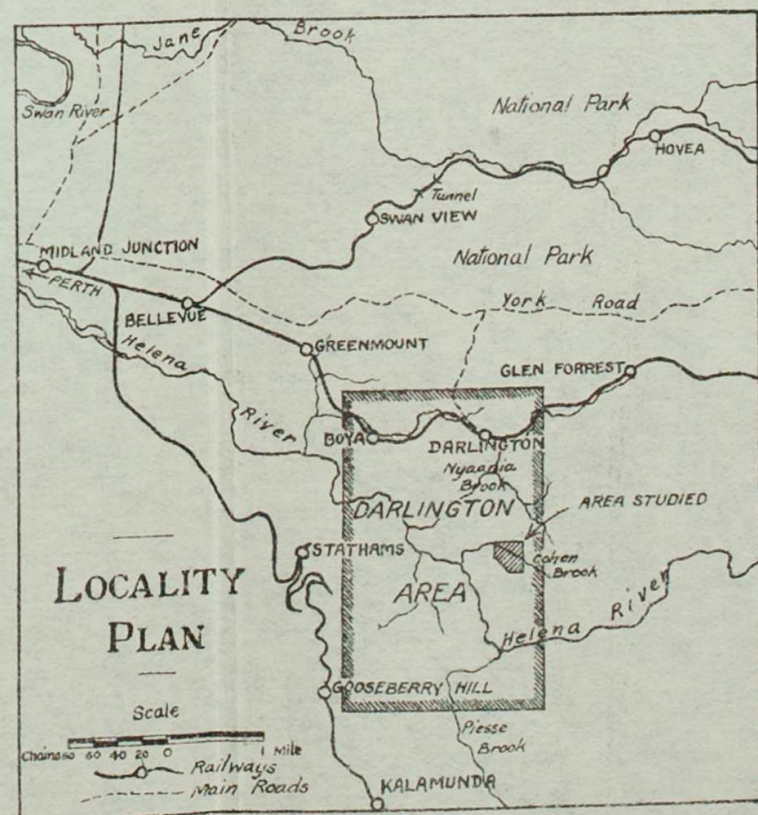 Jane Brook
Swan River
National Park
HOVEA
Tunnel
SWAN VIEW
MIDLAND JUNCTION
National Park
PERTH
York Road
BELLEVUE
GREENMOUNT
Helena River
GLEN FORREST
BOYA
DARLINGTON
Nyaania
Brook
DARLINGTON
AREA STUDIED
STATHAMS
Cohen
Brook
LOCALITY
PLAN
AREA
Helena River
GOOSEBERRY HILL
Scale
Piesse
Brook
Chains 80 60 40 20 0 1 Mile
Railways
Main Roads
KALAMUNDA